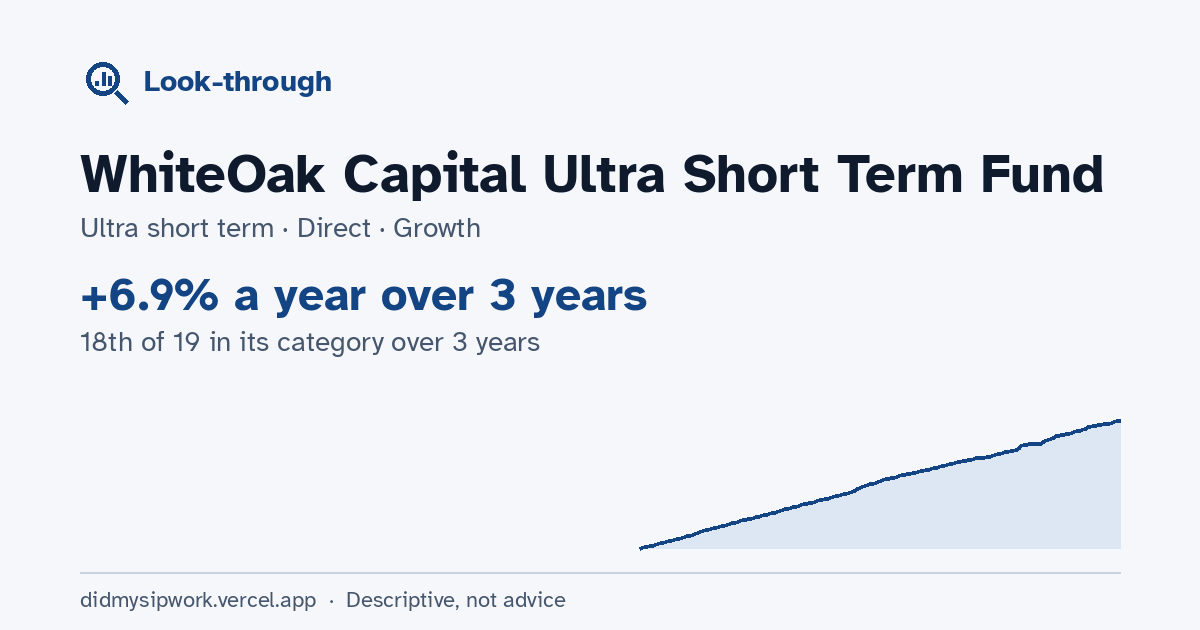 Look-through
WhiteOak Capital Ultra Short Term Fund
Ultra short term · Direct · Growth
+6.9% a year over 3 years
18th of 19 in its category over 3 years
didmysipwork.vercel.app · Descriptive, not advice